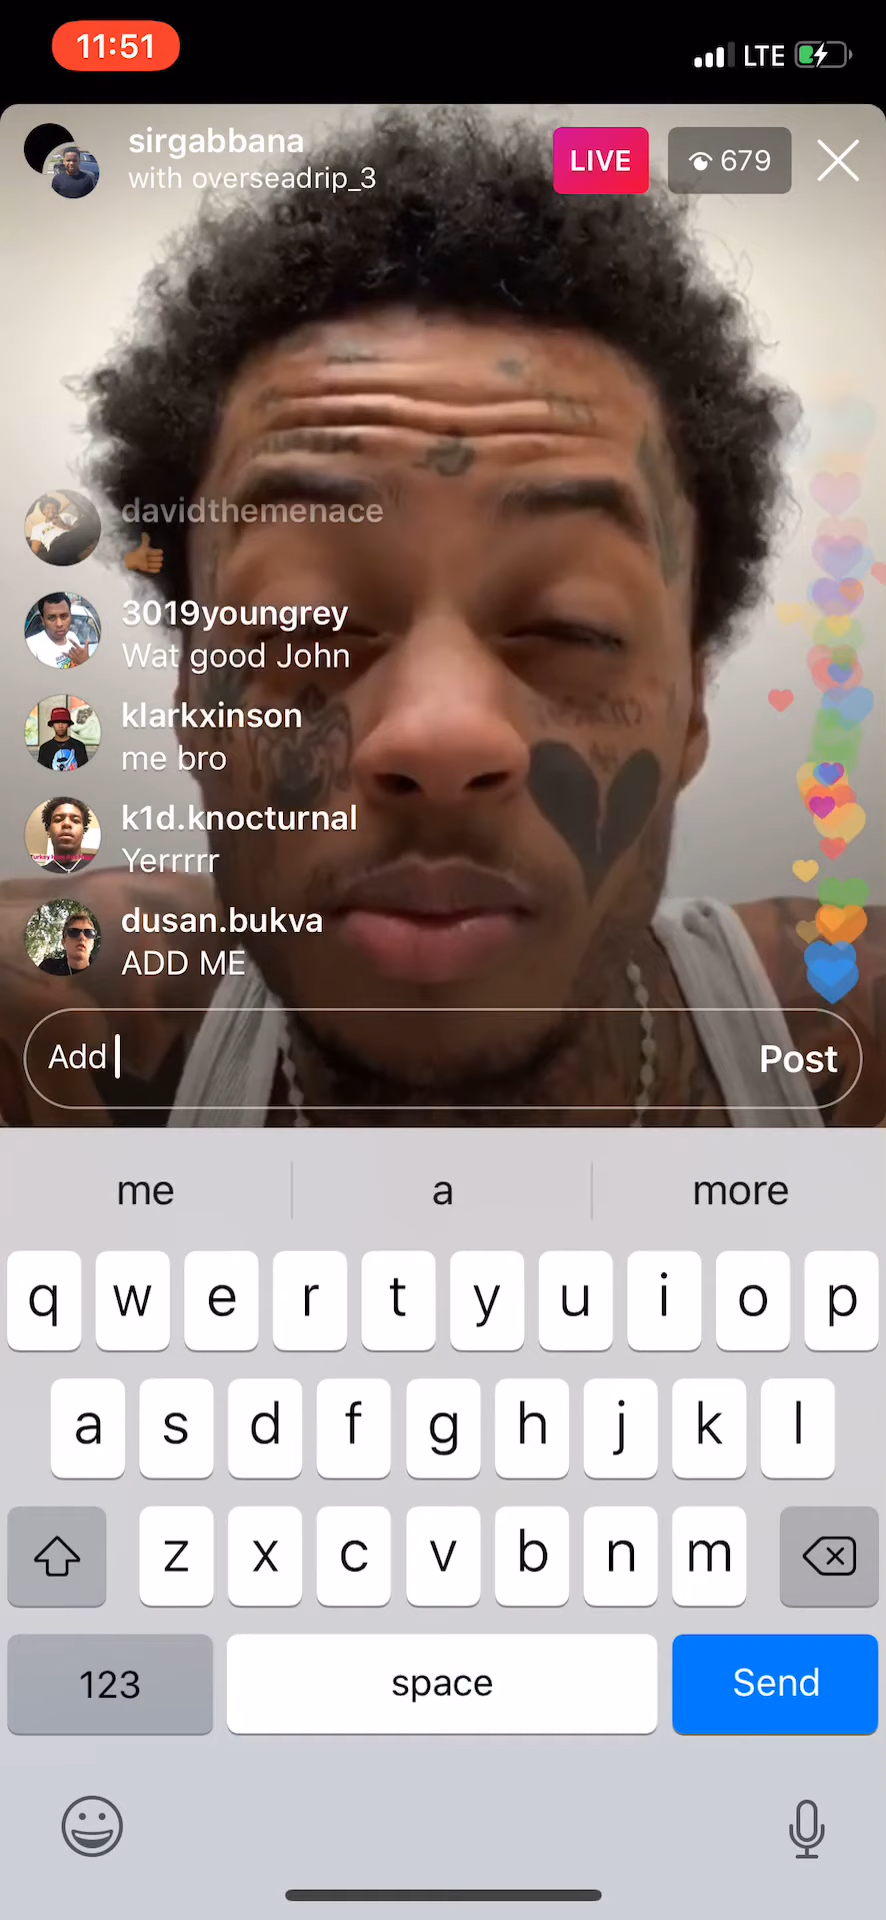 11:51
LTE
sirgabbana
with overseadrip_3
LIVE
679
davidthemenace
3019youngrey
Wat good John
klarkxinson
me bro
k1d.knocturnal
Yerrrrr
dusan.bukva
ADD ME
Add
Post
me
a
more
q w e r t y u i o p
a s d f g h j k l
z x c v b n m
123
space
Send